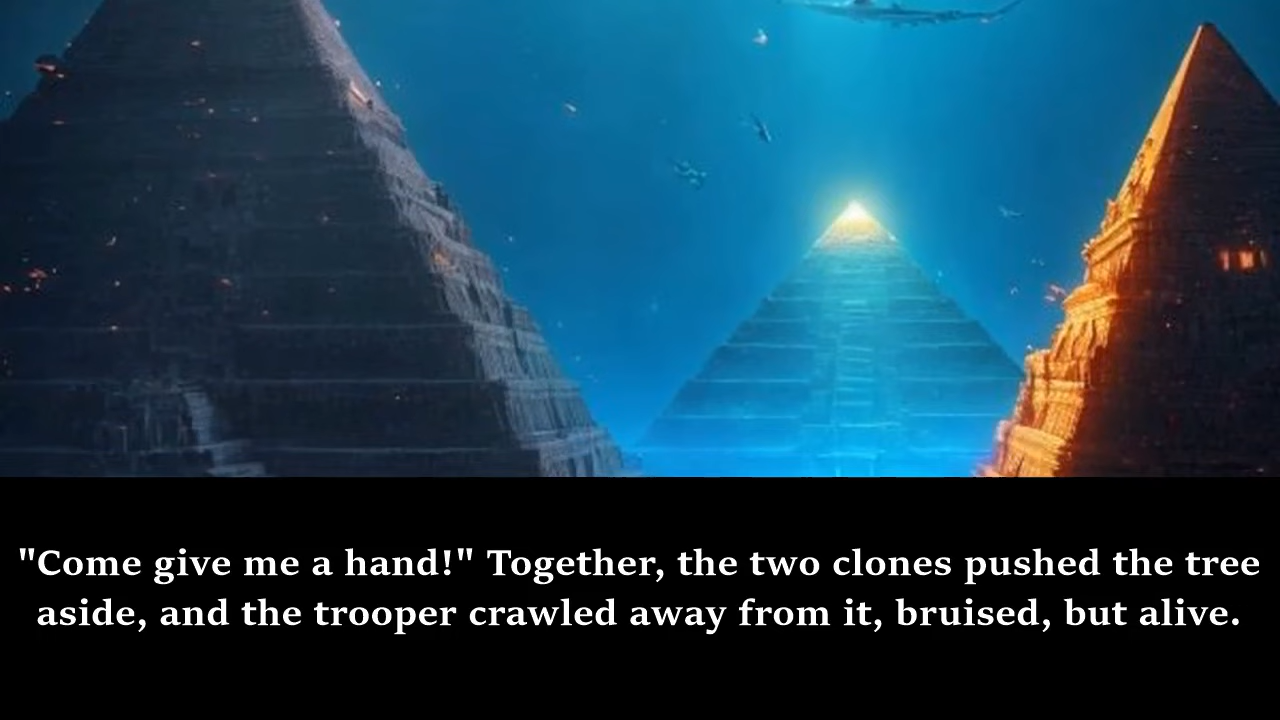 "Come give me a hand!" Together, the two clones pushed the tree
aside, and the trooper crawled away from it, bruised, but alive.